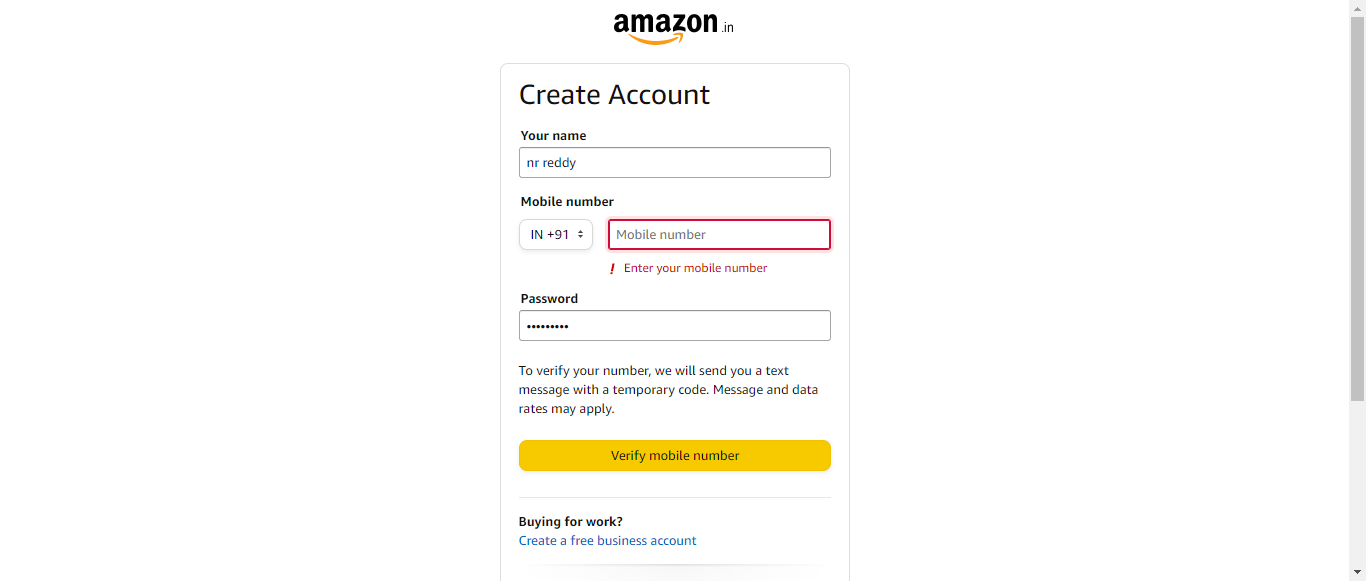 amazon.in
Create Account
Your name
nr reddy
Mobile number
IN +91 Mobile number
! Enter your mobile number
Password
•••••••••
To verify your number, we will send you a text
message with a temporary code. Message and data
rates may apply.
Verify mobile number
Buying for work?
Create a free business account